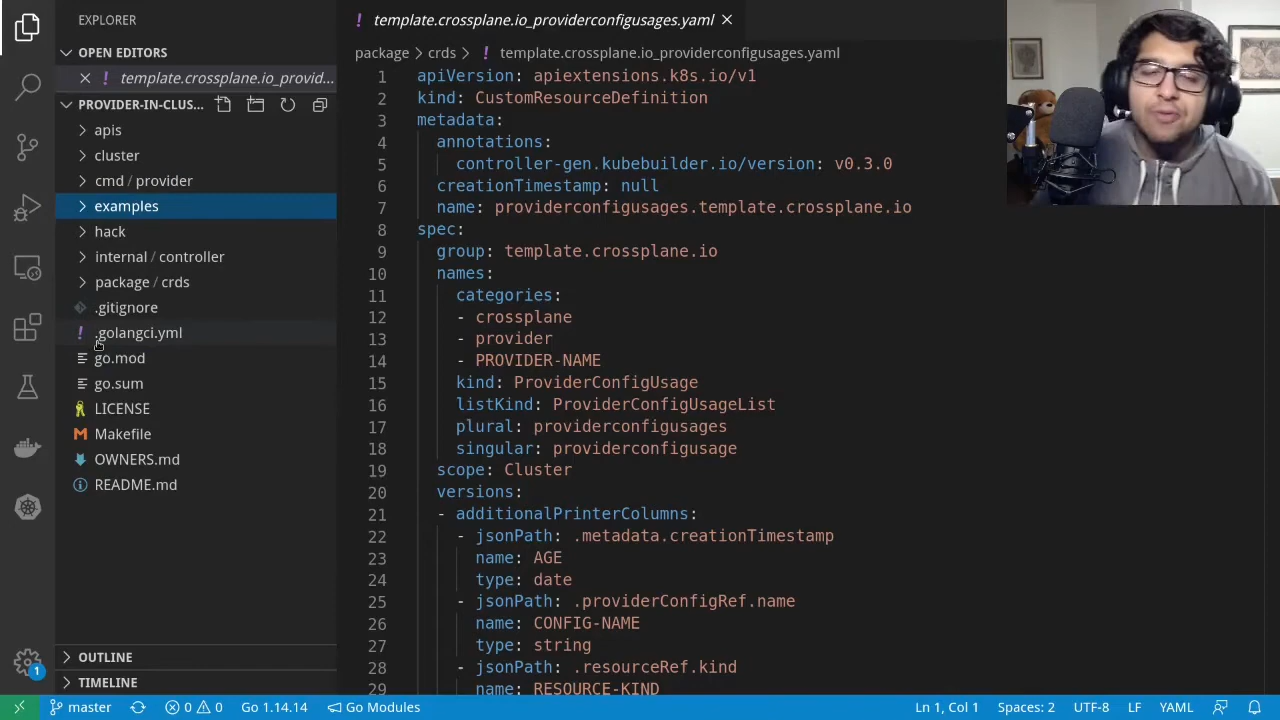 EXPLORER
OPEN EDITORS
template.crossplane.io_provid...
PROVIDER-IN-CLUS...
apis
cluster
cmd / provider
examples
hack
internal / controller
package / crds
.gitignore
.golangci.yml
go.mod
go.sum
LICENSE
Makefile
OWNERS.md
README.md
OUTLINE
TIMELINE
template.crossplane.io_providerconfigusages.yaml
package > crds > ! template.crossplane.io_providerconfigusages.yaml
1 apiVersion: apiextensions.k8s.io/v1
2 kind: CustomResourceDefinition
3 metadata:
4 annotations:
5 controller-gen.kubebuilder.io/version: v0.3.0
6 creationTimestamp: null
7 name: providerconfigusages.template.crossplane.io
8 spec:
9 group: template.crossplane.io
10 names:
11 categories:
12 - crossplane
13 - provider
14 - PROVIDER-NAME
15 kind: ProviderConfigUsage
16 listKind: ProviderConfigUsageList
17 plural: providerconfigusages
18 singular: providerconfigusage
19 scope: Cluster
20 versions:
21 - additionalPrinterColumns:
22 - jsonPath: .metadata.creationTimestamp
23 name: AGE
24 type: date
25 - jsonPath: .providerConfigRef.name
26 name: CONFIG-NAME
27 type: string
28 - jsonPath: .resourceRef.kind
29 name: RESOURCE-KIND
1
master 0 0 Go 1.14.14 Go Modules Ln 1, Col 1 Spaces: 2 UTF-8 LF YAML